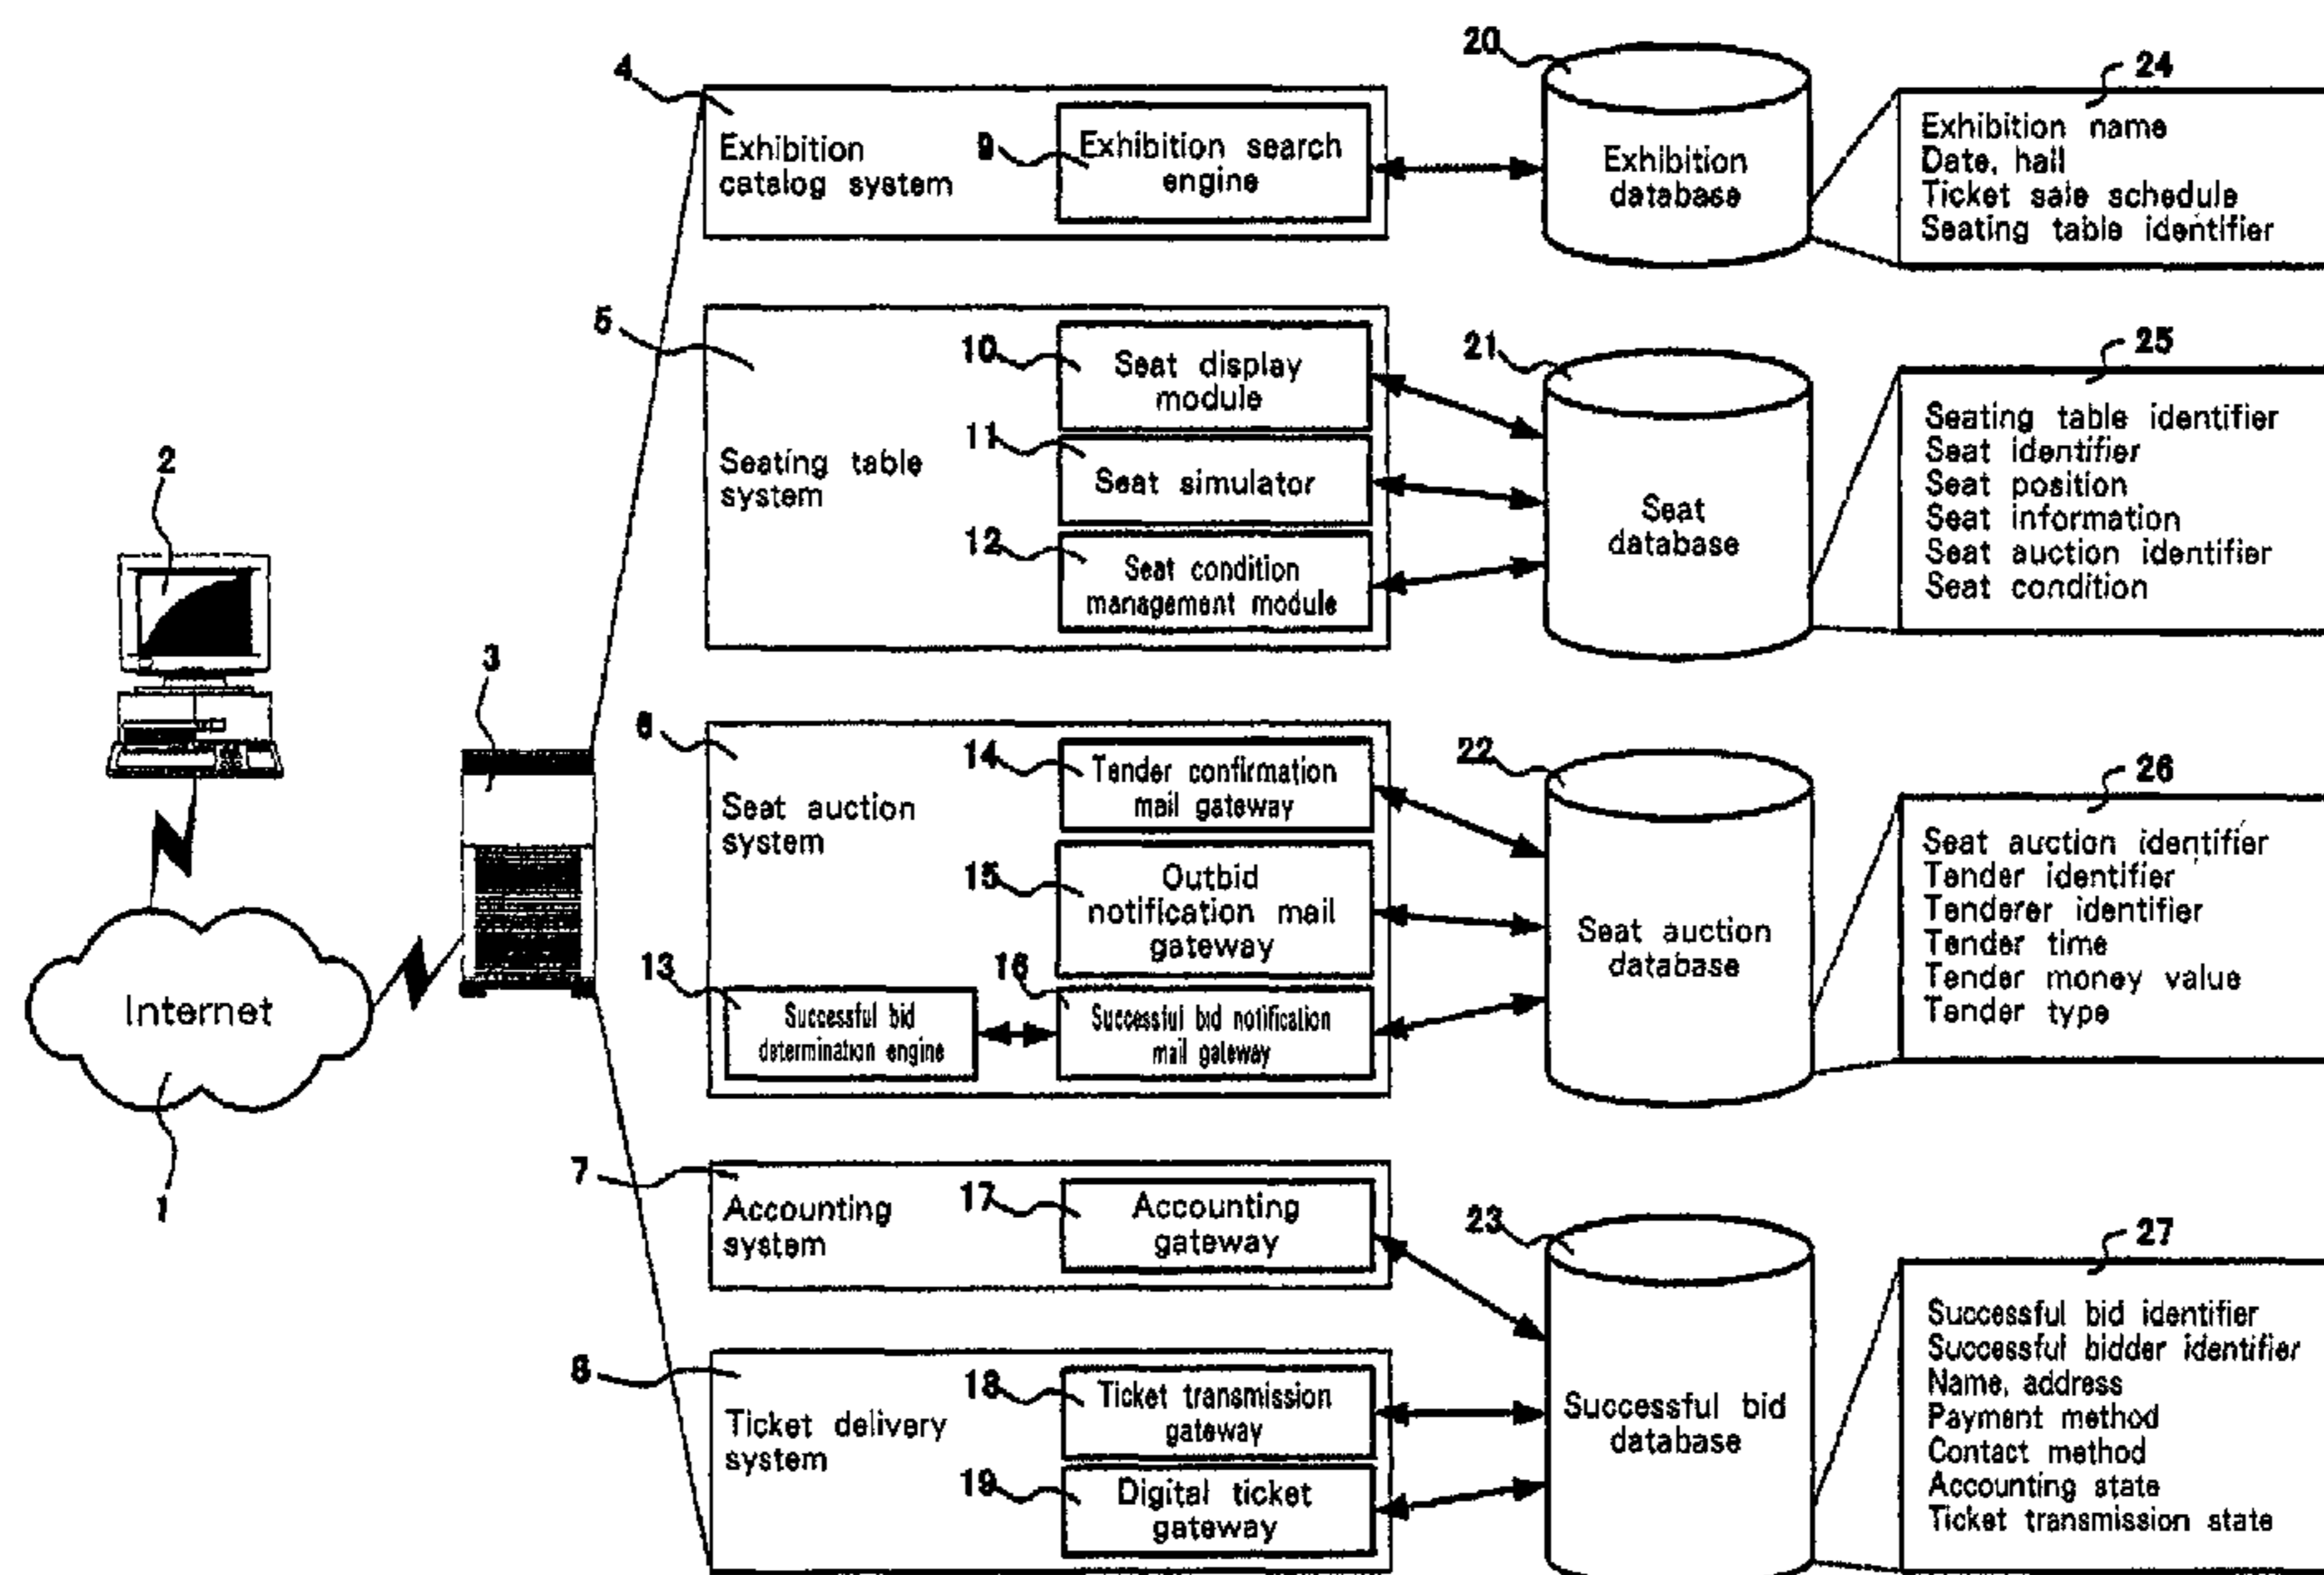 20
24
4
Exhibition
catalog system
9
Exhibition search
engine
Exhibition
database
Exhibition name
Date, hall
Ticket sale schedule
Seating table identifier
5
Seating table
system
10
Seat display
module
11
Seat simulator
12
Seat condition
management module
21
Seat
database
25
Seating table identifier
Seat identifier
Seat position
Seat information
Seat auction identifier
Seat condition
2
3
Internet
1
6
Seat auction
system
14
Tender confirmation
mail gateway
15
Outbid
notification mail
gateway
13
Successful bid
determination engine
16
Successful bid notification
mail gateway
22
Seat auction
database
26
Seat auction identifier
Tender identifier
Tenderer identifier
Tender time
Tender money value
Tender type
7
Accounting
system
17
Accounting
gateway
8
Ticket delivery
system
18
Ticket transmission
gateway
19
Digital ticket
gateway
23
Successful bid
database
27
Successful bid identifier
Successful bidder identifier
Name, address
Payment method
Contact method
Accounting state
Ticket transmission state